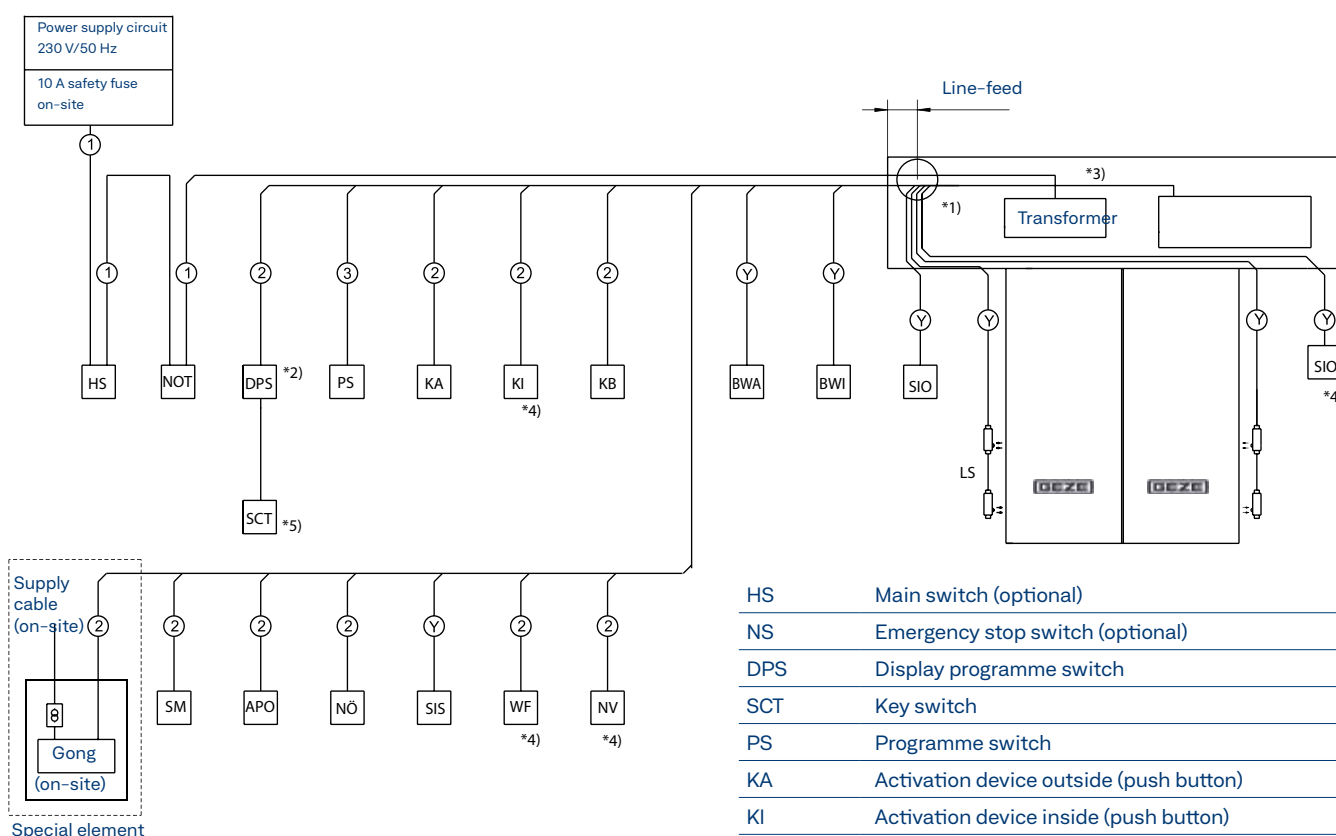 Power supply circuit
230 V/50 Hz
10 A safety fuse
on-site
Line-feed
1
*3)
*1)
Transformer
1
1
2
3
2
2
2
Y
Y
Y
Y
Y
Y
HS
NOT
DPS
*2)
PS
KA
KI
*4)
KB
BWA
BWI
SIO
SIO
*4
LS
GEZE
GEZE
SCT
*5)
Supply
cable
(on-site)
2
2
2
2
Y
2
2
SM
APO
NÖ
SIS
WF
*4)
NV
*4)
8
Gong
(on-site)
Special element
HS Main switch (optional)
NS Emergency stop switch (optional)
DPS Display programme switch
SCT Key switch
PS Programme switch
KA Activation device outside (push button)
KI Activation device inside (push button)